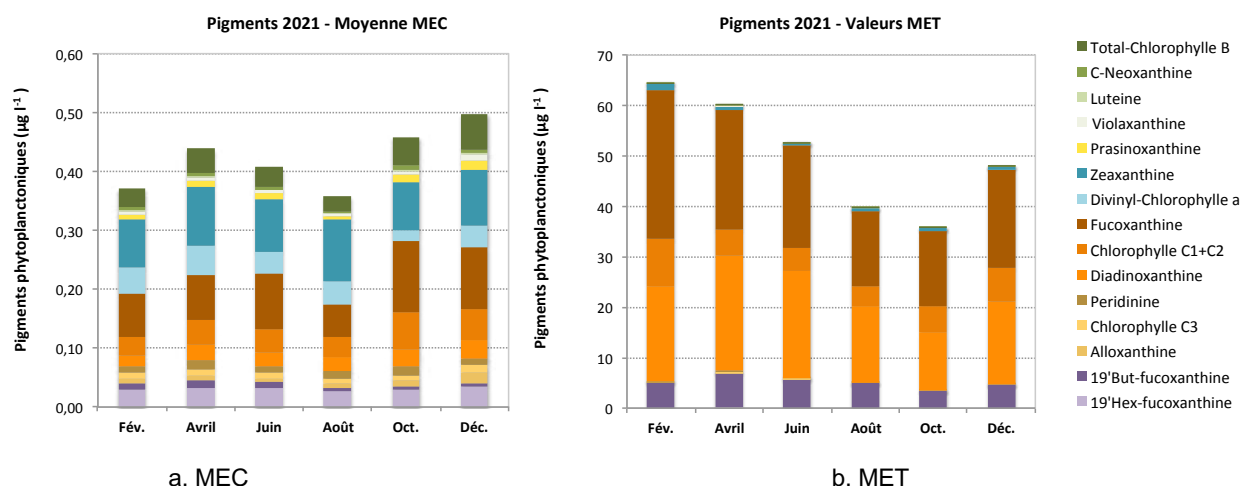 Pigments 2021 - Moyenne MEC
Pigments phytoplanctoniques (µg l⁻¹)
0,60
0,50
0,40
0,30
0,20
0,10
0,00
Fév. Avril Juin Août Oct. Déc.
a. MEC
Pigments 2021 - Valeurs MET
Pigments phytoplanctoniques (µg l⁻¹)
70
60
50
40
30
20
10
0
Fév. Avril Juin Août Oct. Déc.
b. MET
Total-Chlorophylle B
C-Neoxanthine
Luteine
Violaxanthine
Prasinoxanthine
Zeaxanthine
Divinyl-Chlorophylle a
Fucoxanthine
Chlorophylle C1+C2
Diadinoxanthine
Peridinine
Chlorophylle C3
Alloxanthine
19'But-fucoxanthine
19'Hex-fucoxanthine